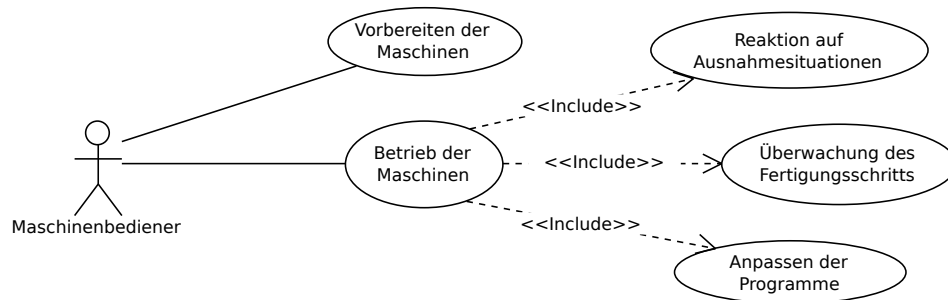 Vorbereiten der
Maschinen
Reaktion auf
Ausnahmesituationen
<<Include>>
Betrieb der
Maschinen
<<Include>>
Überwachung des
Fertigungsschritts
Maschinenbediener
<<Include>>
Anpassen der
Programme